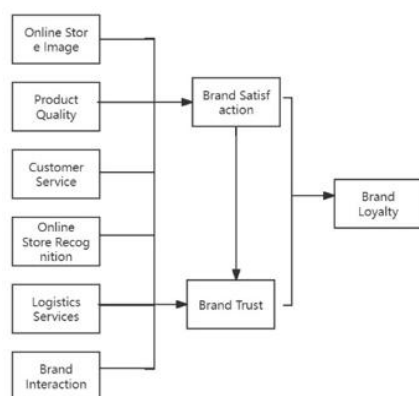 Online Stor
e Image
Product
Quality
Customer
Service
Online
Store Recog
nition
Logistics
Services
Brand
Interaction
Brand Satisf
action
Brand Trust
Brand
Loyalty